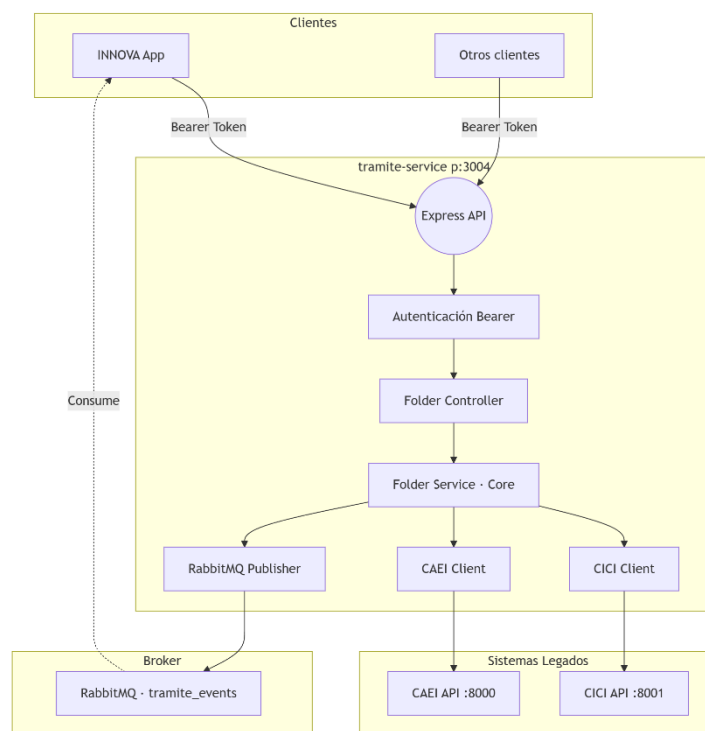 Clientes
INNOVA App
Otros clientes
Bearer Token
Bearer Token
tramite-service p:3004
Express API
Autenticación Bearer
Consume
Folder Controller
Folder Service · Core
RabbitMQ Publisher
CAEI Client
CICI Client
Broker
Sistemas Legados
RabbitMQ · tramite_events
CAEI API :8000
CICI API :8001